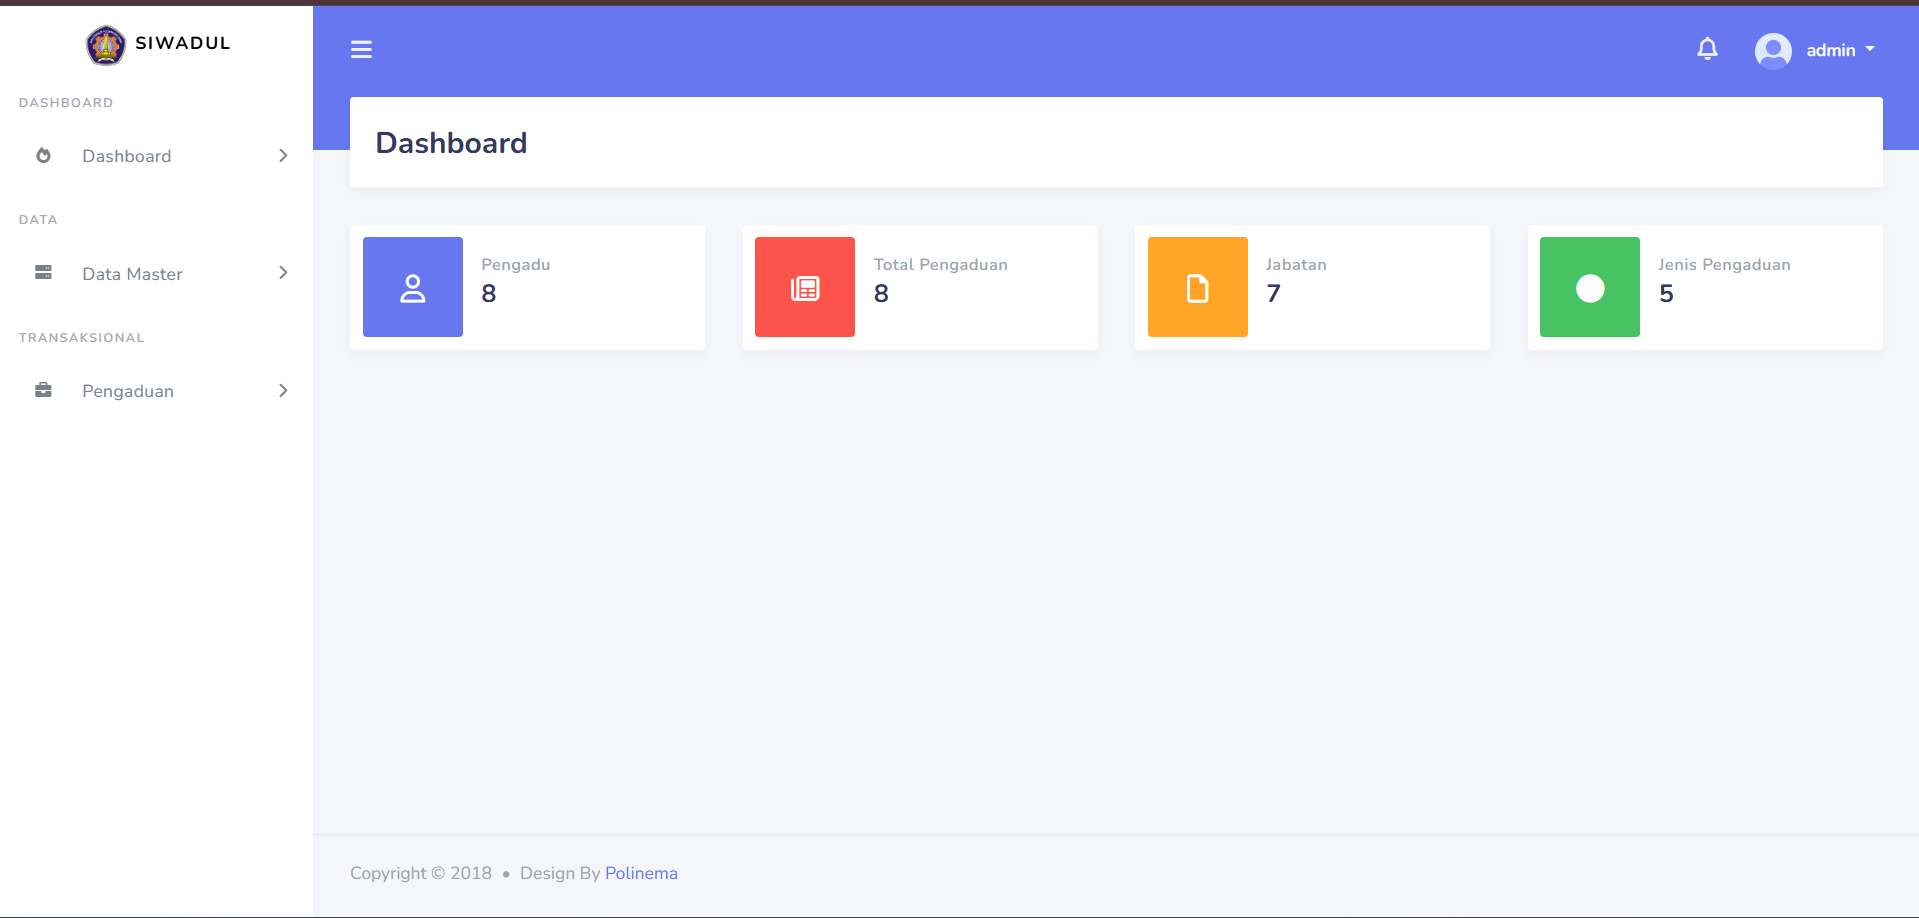 SIWADUL
DASHBOARD
Dashboard
DATA
Data Master
TRANSAKSIONAL
Pengaduan
admin
Dashboard
Pengadu
8
Total Pengaduan
8
Jabatan
7
Jenis Pengaduan
5
Copyright © 2018 • Design By Polinema